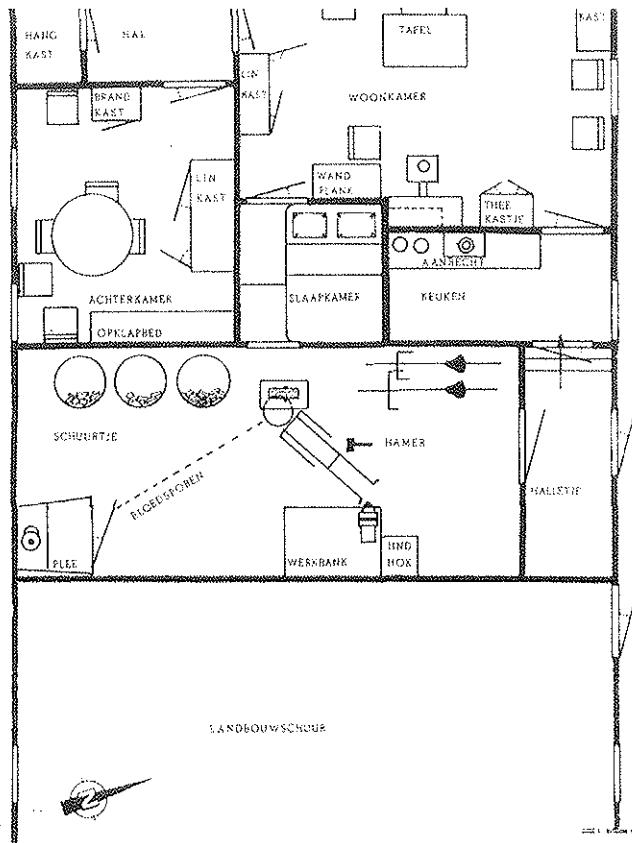 HANG
KAST
HAL
TAFEL
KAST
LIN
KAST
WOONKAMER
BRAND
KAST
LIN
KAST
WAND
PLANK
THEE
KASTJE
AANRECHT
ACHTERKAMER
SLAAPKAMER
KEUKEN
OPKLAPBED
SCHUURTJE
HAMER
BLOEDSPOREN
HALLETJE
PLEE
WERKBANK
HND
HOK
LANDBOUWSCHUUR